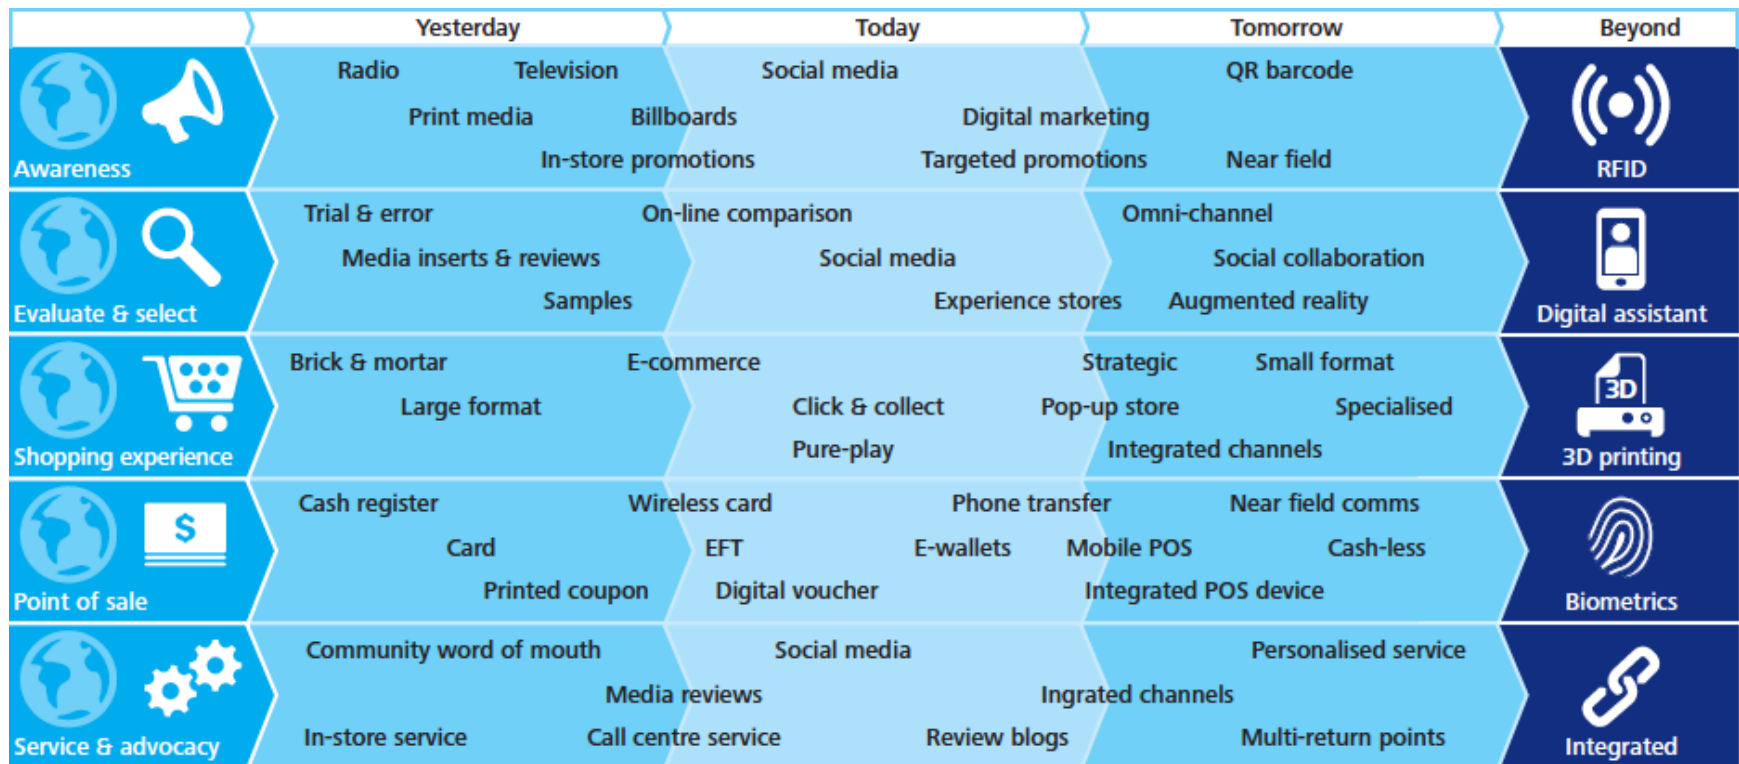 Yesterday Today Tomorrow Beyond
Radio Television Social media QR barcode
Print media Billboards Digital marketing
In-store promotions Targeted promotions Near field
Awareness RFID
Trial & error On-line comparison Omni-channel
Media inserts & reviews Social media Social collaboration
Samples Experience stores Augmented reality
Evaluate & select Digital assistant
Brick & mortar E-commerce Strategic Small format
3D
Large format Click & collect Pop-up store Specialised
Pure-play Integrated channels
Shopping experience 3D printing
Cash register Wireless card Phone transfer Near field comms
$
Card EFT E-wallets Mobile POS Cash-less
Printed coupon Digital voucher Integrated POS device
Point of sale Biometrics
Community word of mouth Social media Personalised service
Media reviews Ingrated channels
In-store service Call centre service Review blogs Multi-return points
Service & advocacy Integrated